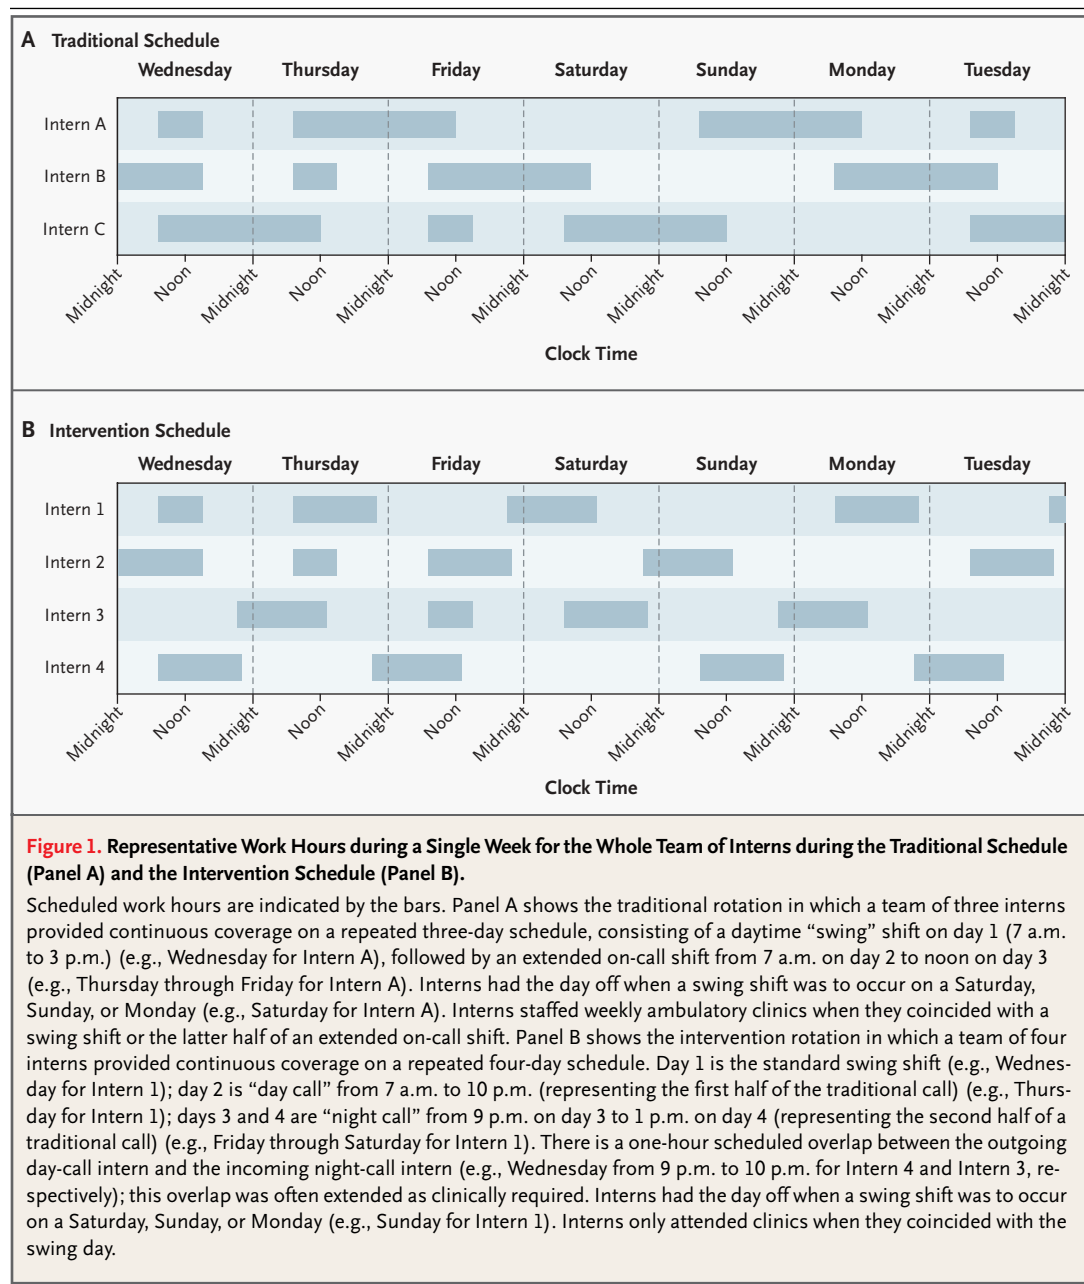 A Traditional Schedule
Wednesday Thursday Friday Saturday Sunday Monday Tuesday
Intern A
Intern B
Intern C
Midnight Noon Midnight Noon Midnight Noon Midnight Noon Midnight Noon Midnight Noon Midnight Noon Midnight
Clock Time
B Intervention Schedule
Wednesday Thursday Friday Saturday Sunday Monday Tuesday
Intern 1
Intern 2
Intern 3
Intern 4
Midnight Noon Midnight Noon Midnight Noon Midnight Noon Midnight Noon Midnight Noon Midnight Noon Midnight
Clock Time
Figure 1. Representative Work Hours during a Single Week for the Whole Team of Interns during the Traditional Schedule
(Panel A) and the Intervention Schedule (Panel B).
Scheduled work hours are indicated by the bars. Panel A shows the traditional rotation in which a team of three interns
provided continuous coverage on a repeated three-day schedule, consisting of a daytime “swing” shift on day 1 (7 a.m.
to 3 p.m.) (e.g., Wednesday for Intern A), followed by an extended on-call shift from 7 a.m. on day 2 to noon on day 3
(e.g., Thursday through Friday for Intern A). Interns had the day off when a swing shift was to occur on a Saturday,
Sunday, or Monday (e.g., Saturday for Intern A). Interns staffed weekly ambulatory clinics when they coincided with a
swing shift or the latter half of an extended on-call shift. Panel B shows the intervention rotation in which a team of four
interns provided continuous coverage on a repeated four-day schedule. Day 1 is the standard swing shift (e.g., Wednes-
day for Intern 1); day 2 is “day call” from 7 a.m. to 10 p.m. (representing the first half of the traditional call) (e.g., Thurs-
day for Intern 1); days 3 and 4 are “night call” from 9 p.m. on day 3 to 1 p.m. on day 4 (representing the second half of a
traditional call) (e.g., Friday through Saturday for Intern 1). There is a one-hour scheduled overlap between the outgoing
day-call intern and the incoming night-call intern (e.g., Wednesday from 9 p.m. to 10 p.m. for Intern 4 and Intern 3, re-
spectively); this overlap was often extended as clinically required. Interns had the day off when a swing shift was to occur
on a Saturday, Sunday, or Monday (e.g., Sunday for Intern 1). Interns only attended clinics when they coincided with the
swing day.